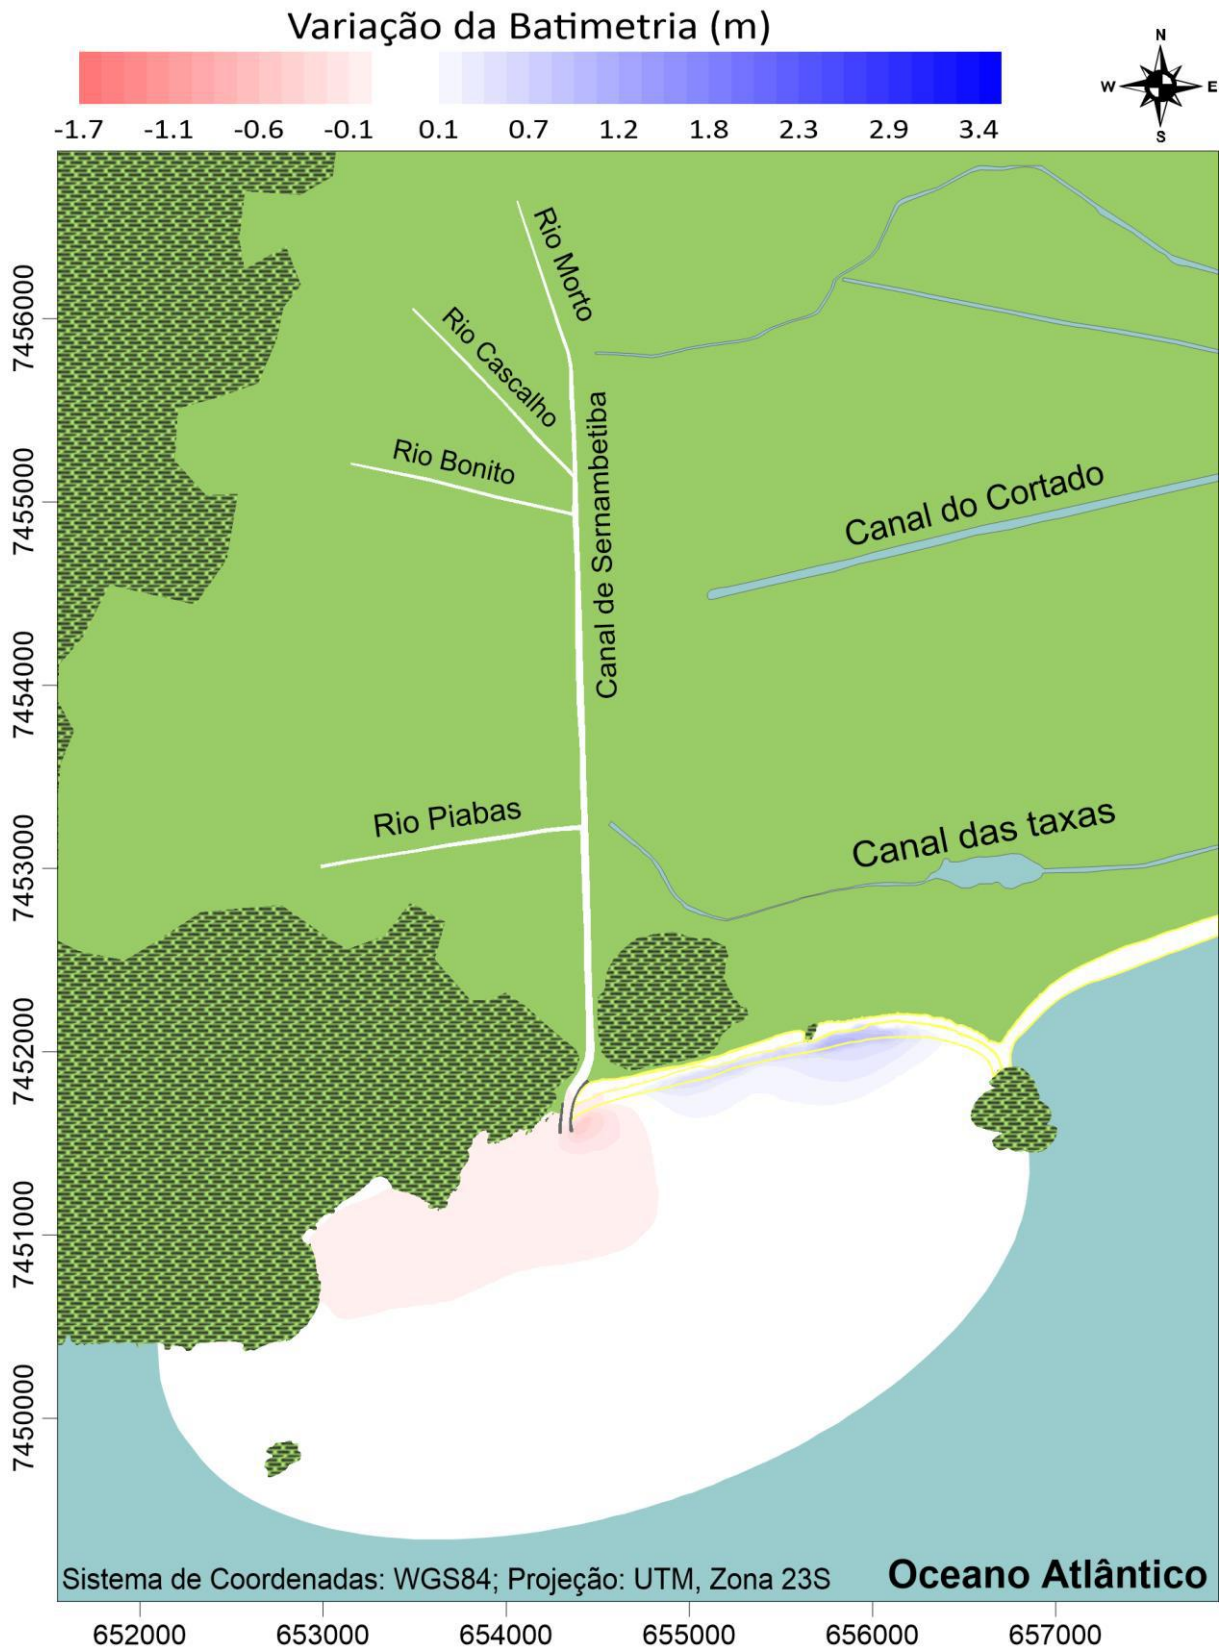 Variação da Batimetria (m)
-1.7 -1.1 -0.6 -0.1 0.1 0.7 1.2 1.8 2.3 2.9 3.4
N
W E
S
Rio Morto
Rio Cascalho
Rio Bonito
Canal de Sernambetiba
Canal do Cortado
Rio Piabas
Canal das taxas
7456000
7455000
7454000
7453000
7452000
7451000
7450000
Sistema de Coordenadas: WGS84; Projeção: UTM, Zona 23S
Oceano Atlântico
652000 653000 654000 655000 656000 657000